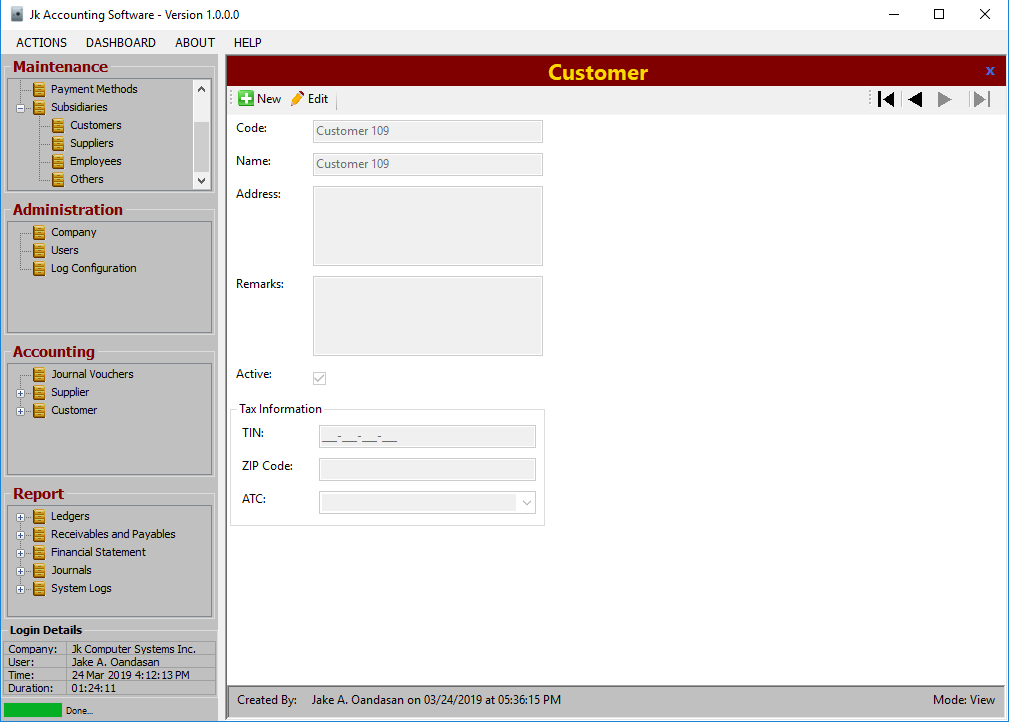 Jk Accounting Software - Version 1.0.0.0
ACTIONS DASHBOARD ABOUT HELP
Maintenance
Payment Methods
Subsidiaries
Customers
Suppliers
Employees
Others
Administration
Company
Users
Log Configuration
Accounting
Journal Vouchers
Supplier
Customer
Report
Ledgers
Receivables and Payables
Financial Statement
Journals
System Logs
Login Details
Company: Jk Computer Systems Inc.
User: Jake A. Oandasan
Time: 24 Mar 2019 4:12:13 PM
Duration: 01:24:11
Done...
Customer x
New Edit
Code: Customer 109
Name: Customer 109
Address:
Remarks:
Active:
Tax Information
TIN: __-__-__-__
ZIP Code:
ATC:
Created By: Jake A. Oandasan on 03/24/2019 at 05:36:15 PM Mode: View